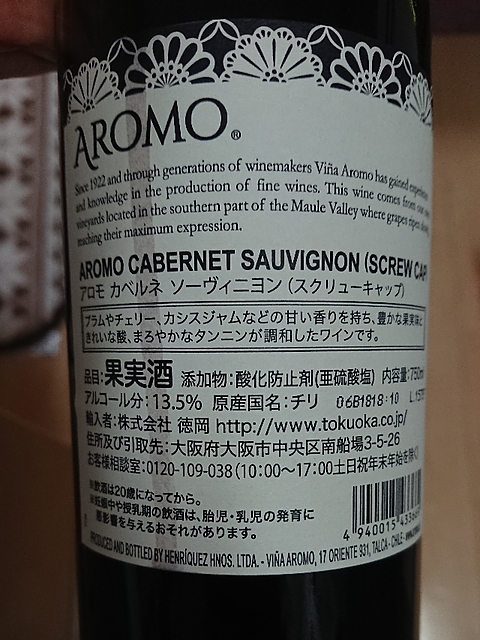 AROMO®
Since 1922 and through generations of winemakers Viña Aromo has gained
and knowledge in the production of fine wines. This wine comes from
vineyards located in the southern part of the Maule Valley where grapes ripen
reaching their maximum expression.
AROMO CABERNET SAUVIGNON (SCREW CAP
アロモ カベルネ ソーヴィニヨン (スクリューキャップ)
プラムやチェリー、カシスジャムなどの甘い香りを持ち、豊かな果実味と
きれいな酸、まろやかなタンニンが調和したワインです。
品目:果実酒 添加物:酸化防止剤(亜硫酸塩) 内容量:750ml
アルコール分:13.5% 原産国名:チリ 06B1818:10
輸入者:株式会社 徳岡 http://www.tokuoka.co.jp/
住所及び引取先:大阪府大阪市中央区南船場3-5-26
お客様相談室:0120-109-038(10:00〜17:00土日祝年末年始を除く)
※飲酒は20歳になってから。
※妊娠中や授乳期の飲酒は、胎児・乳児の発育に
悪影響を与えるおそれがあります。
4 940015
PRODUCED AND BOTTLED BY HENRÍQUEZ HNOS. LTDA. - VIÑA AROMO, 17 ORIENTE 931, TALCA - CHILE